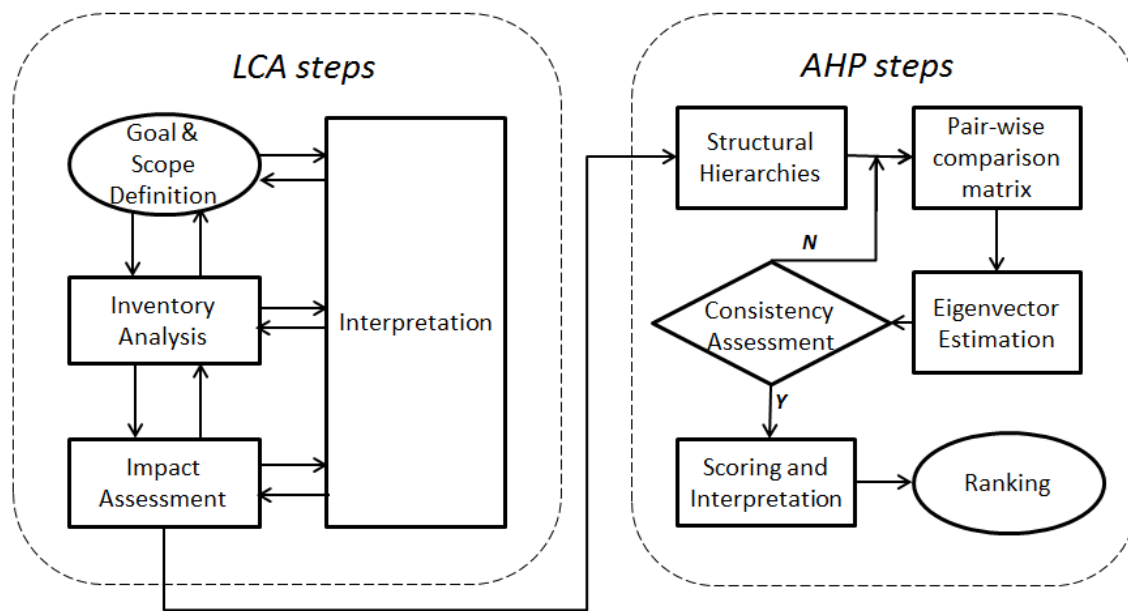 LCA steps
Goal &
Scope
Definition
Inventory
Analysis
Impact
Assessment
Interpretation
AHP steps
Structural
Hierarchies
Pair-wise
comparison
matrix
N
Consistency
Assessment
Eigenvector
Estimation
Y
Scoring and
Interpretation
Ranking